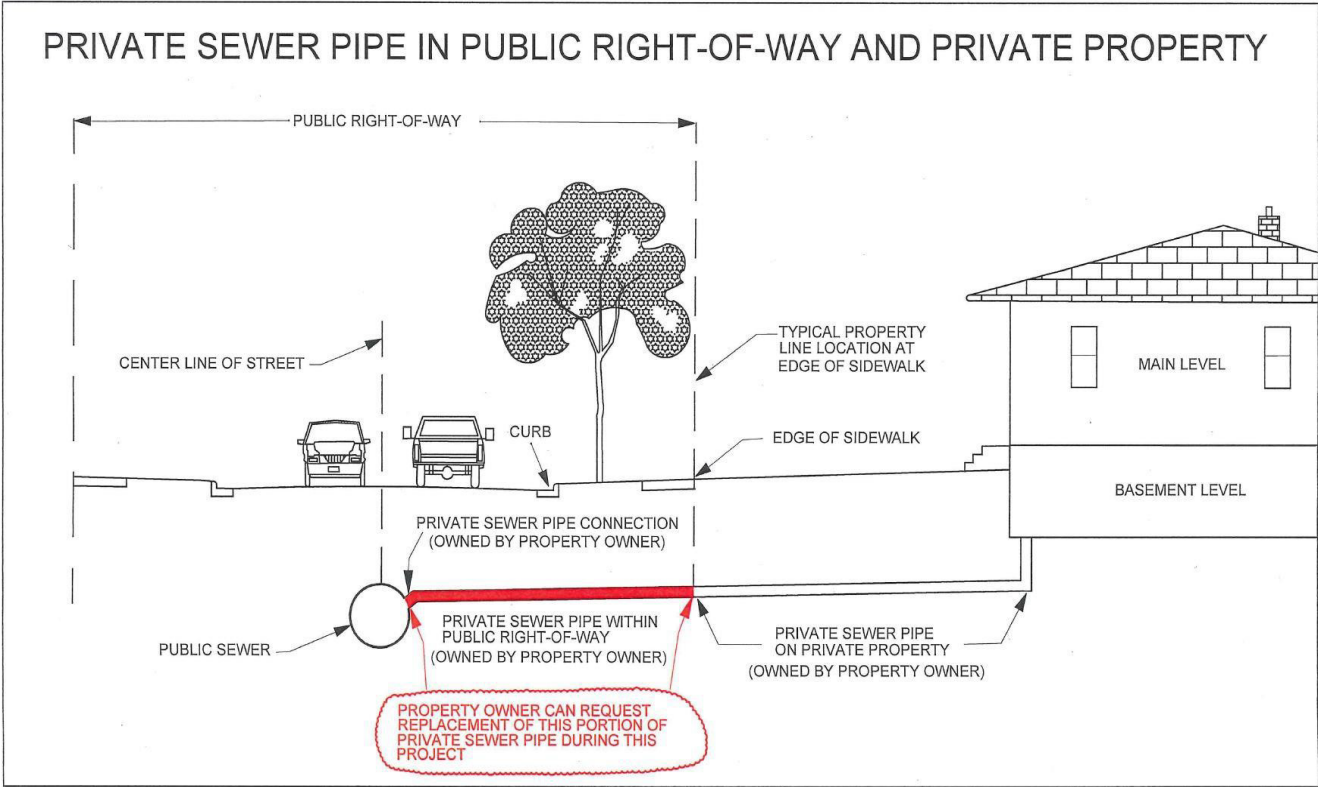 PRIVATE SEWER PIPE IN PUBLIC RIGHT-OF-WAY AND PRIVATE PROPERTY
PUBLIC RIGHT-OF-WAY
CENTER LINE OF STREET
TYPICAL PROPERTY
LINE LOCATION AT
EDGE OF SIDEWALK
MAIN LEVEL
CURB
EDGE OF SIDEWALK
BASEMENT LEVEL
PRIVATE SEWER PIPE CONNECTION
(OWNED BY PROPERTY OWNER)
PUBLIC SEWER
PRIVATE SEWER PIPE WITHIN
PUBLIC RIGHT-OF-WAY
(OWNED BY PROPERTY OWNER)
PRIVATE SEWER PIPE
ON PRIVATE PROPERTY
(OWNED BY PROPERTY OWNER)
PROPERTY OWNER CAN REQUEST
REPLACEMENT OF THIS PORTION OF
PRIVATE SEWER PIPE DURING THIS
PROJECT